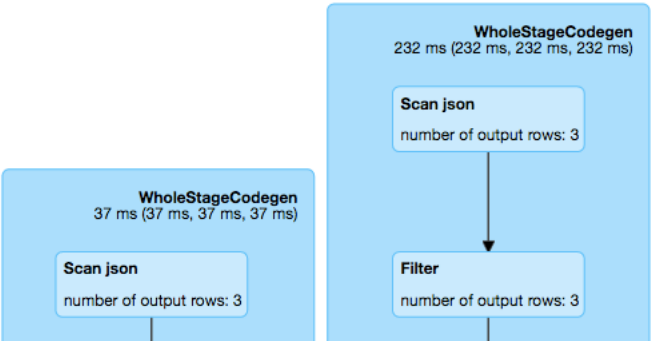 WholeStageCodegen
37 ms (37 ms, 37 ms, 37 ms)
Scan json
number of output rows: 3
WholeStageCodegen
232 ms (232 ms, 232 ms, 232 ms)
Scan json
number of output rows: 3
Filter
number of output rows: 3